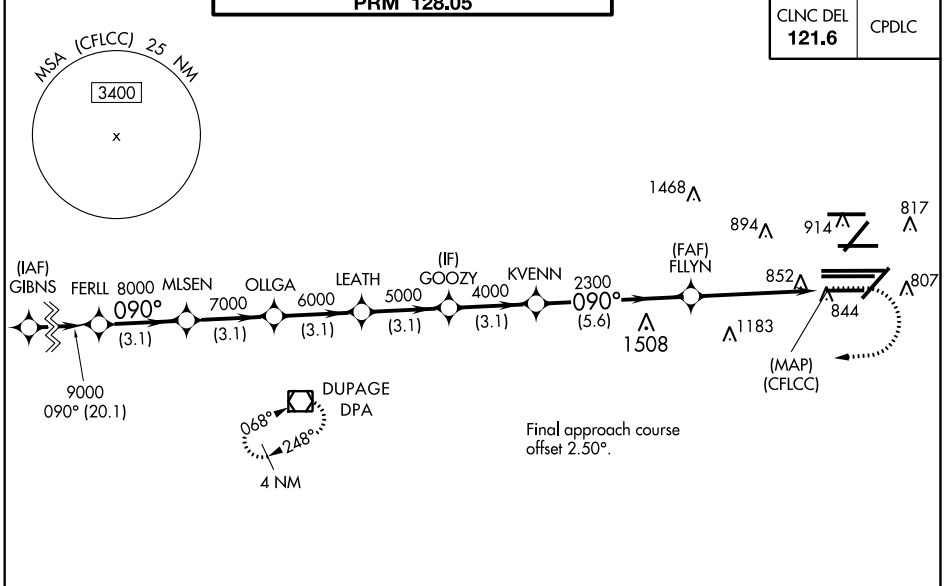 PRM 128.05
CLNC DEL
121.6
CPDLC
MSA (CFLCC) 25 NM
3400
x
1468
894
914
817
(IAF)
GIBNS
FERLL
8000
090°
(3.1)
MLSEN
7000
(3.1)
OLLGA
6000
(3.1)
LEATH
5000
(3.1)
(IF)
GOOZY
4000
(3.1)
KVENN
2300
090°
(5.6)
(FAF)
FLLYN
852
844
807
1508
1183
(MAP)
(CFLCC)
9000
090° (20.1)
DUPAGE
DPA
068°
248°
4 NM
Final approach course
offset 2.50°.